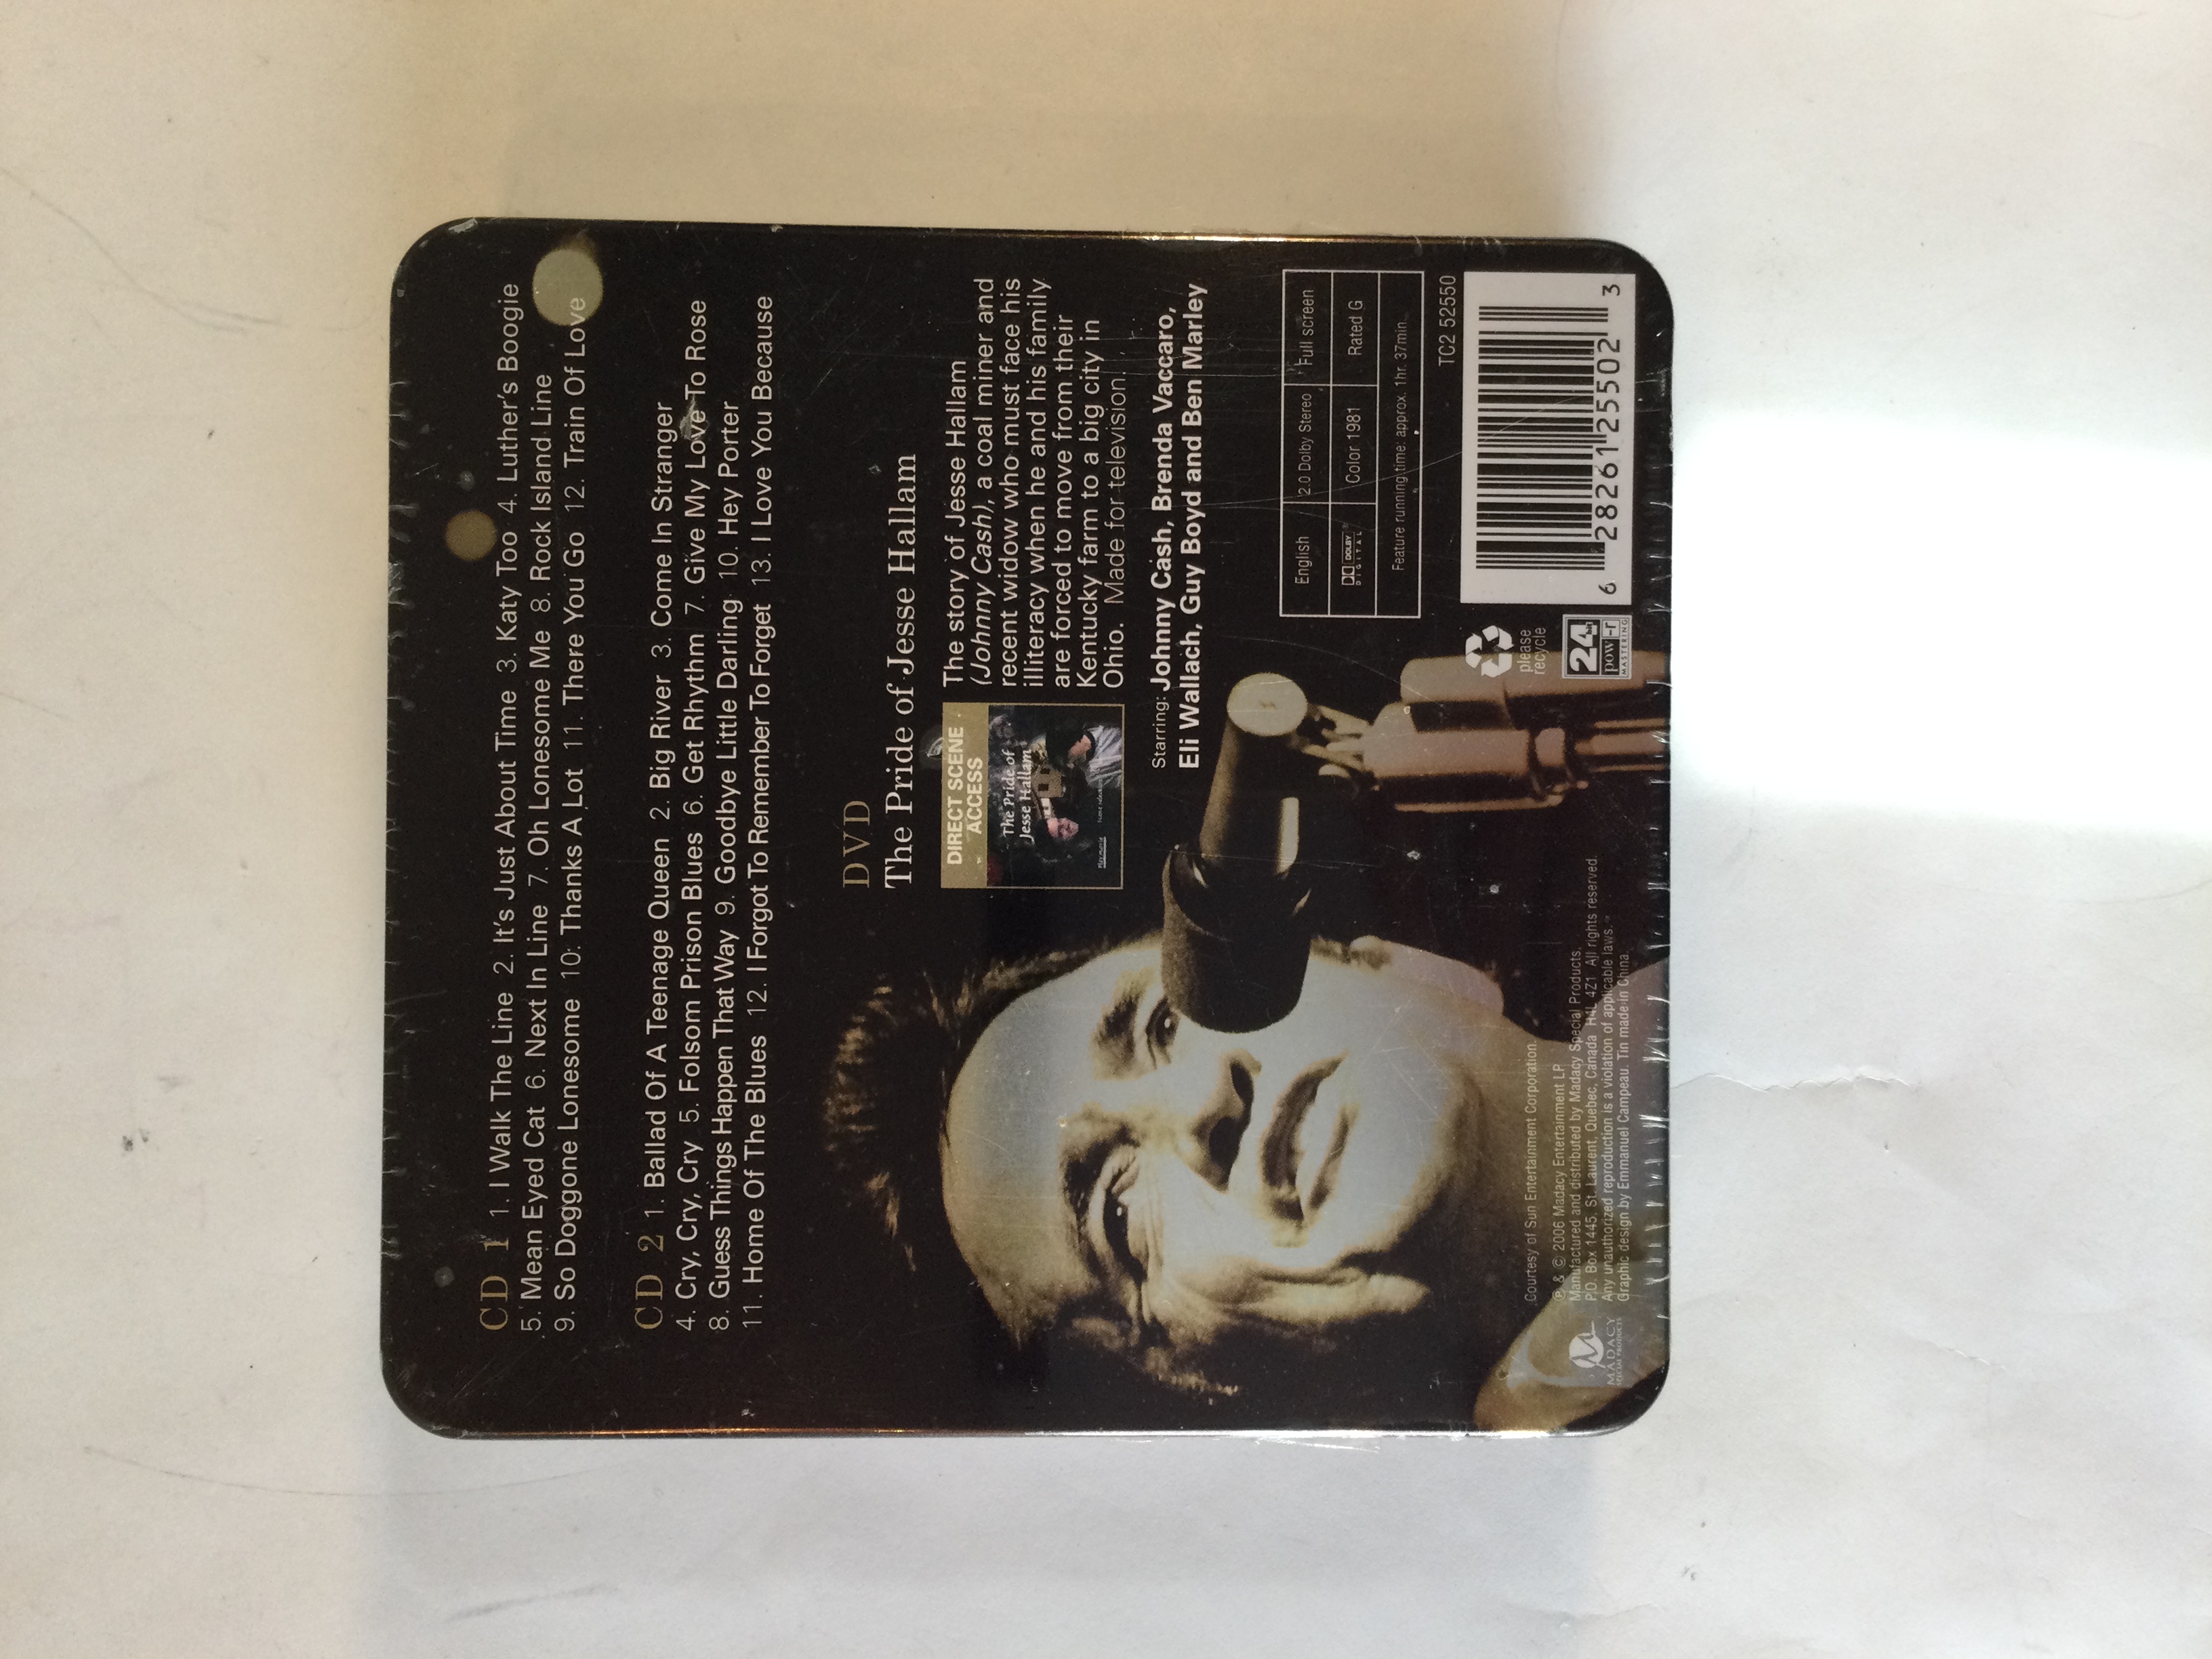 CD 1 1. I Walk The Line 2. It's Just About Time 3. Katy Too 4. Luther's Boogie
5. Mean Eyed Cat 6. Next In Line 7. Oh Lonesome Me 8. Rock Island Line
9. So Doggone Lonesome 10. Thanks A Lot 11. There You Go 12. Train Of Love
CD 2 1. Ballad Of A Teenage Queen 2. Big River 3. Come In Stranger
4. Cry, Cry, Cry 5. Folsom Prison Blues 6. Get Rhythm 7. Give My Love To Rose
8. Guess Things Happen That Way 9. Goodbye Little Darling 10. Hey Porter
11. Home Of The Blues 12. I Forgot To Remember To Forget 13. I Love You Because
DVD
The Pride of Jesse Hallam
DIRECT SCENE
ACCESS
The Pride of
Jesse Hallam
The story of Jesse Hallam
(Johnny Cash), a coal miner and
recent widow who must face his
illiteracy when he and his family
are forced to move from their
Kentucky farm to a big city in
Ohio. Made for television.
Starring: Johnny Cash, Brenda Vaccaro,
Eli Wallach, Guy Boyd and Ben Marley
English 2.0 Dolby Stereo Full screen
DOLBY DIGITAL Color 1981 Rated G
Feature running time: approx. 1hr. 37min.
TC2 52550
6 28261 25502 3
please
recycle
24 bit
pow-r
MASTERING
Courtesy of Sun Entertainment Corporation.
℗ & © 2006 Madacy Entertainment LP
Manufactured and distributed by Madacy Special Products,
P.O. Box 1445, St. Laurent, Quebec, Canada H4L 4Z1 All rights reserved.
Any unauthorized reproduction is a violation of applicable laws.
Graphic design by Emmanuel Campeau. Tin made in China.
MADACY
SPECIAL PRODUCTS